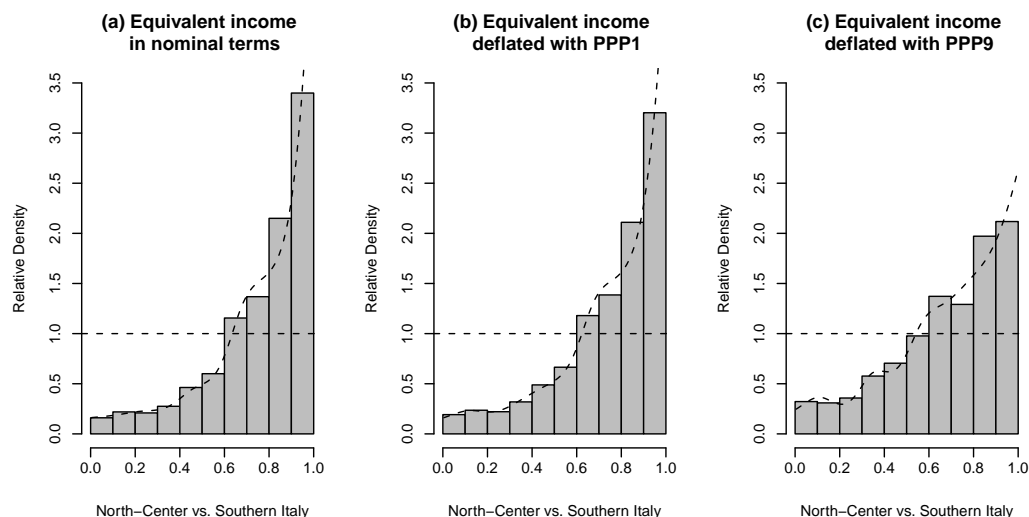 (a) Equivalent income
in nominal terms
(b) Equivalent income
deflated with PPP1
(c) Equivalent income
deflated with PPP9
Relative Density
3.5
3.0
2.5
2.0
1.5
1.0
0.5
0.0
0.0 0.2 0.4 0.6 0.8 1.0
North−Center vs. Southern Italy
Relative Density
3.5
3.0
2.5
2.0
1.5
1.0
0.5
0.0
0.0 0.2 0.4 0.6 0.8 1.0
North−Center vs. Southern Italy
Relative Density
3.5
3.0
2.5
2.0
1.5
1.0
0.5
0.0
0.0 0.2 0.4 0.6 0.8 1.0
North−Center vs. Southern Italy